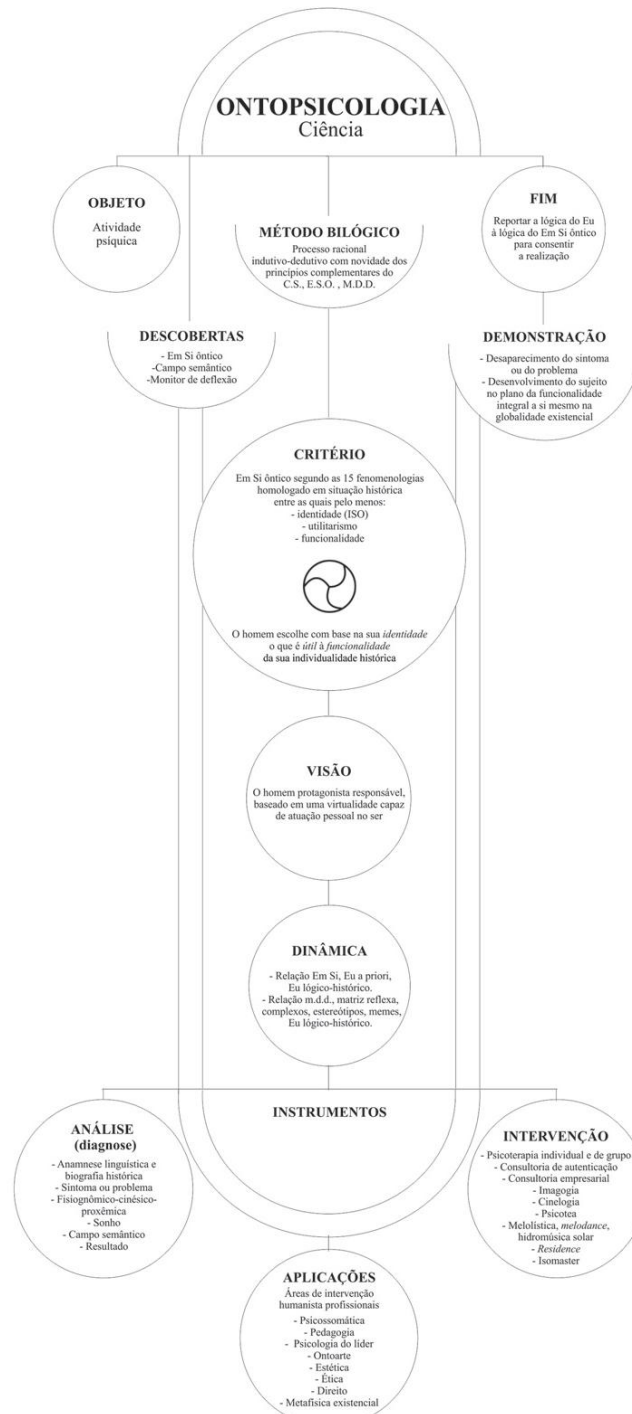 ONTOPSICOLOGIA
Ciência
OBJETO
Atividade
psíquica
DESCOBERTAS
- Em Si ôntico
-Campo semântico
-Monitor de deflexão
MÉTODO BILÓGICO
Processo racional
indutivo-dedutivo com novidade dos
princípios complementares do
C.S., E.S.O. , M.D.D.
FIM
Reportar a lógica do Eu
à lógica do Em Si ôntico
para consentir
a realização
DEMONSTRAÇÃO
- Desaparecimento do sintoma
ou do problema
- Desenvolvimento do sujeito
no plano da funcionalidade
integral a si mesmo na
globalidade existencial
CRITÉRIO
Em Si ôntico segundo as 15 fenomenologias
homologado em situação histórica
entre as quais pelo menos:
- identidade (ISO)
- utilitarismo
- funcionalidade
O homem escolhe com base na sua identidade
o que é útil à funcionalidade
da sua individualidade histórica
VISÃO
O homem protagonista responsável,
baseado em uma virtualidade capaz
de atuação pessoal no ser
DINÂMICA
- Relação Em Si, Eu a priori,
Eu lógico-histórico.
- Relação m.d.d., matriz reflexa,
complexos, estereótipos, memes,
Eu lógico-histórico.
INSTRUMENTOS
ANÁLISE
(diagnose)
- Anamnese linguística e
biografia histórica
- Sintoma ou problema
- Fisiognômico-cinésico-
proxêmica
- Sonho
- Campo semântico
- Resultado
INTERVENÇÃO
- Psicoterapia individual e de grupo
- Consultoria de autenticação
- Consultoria empresarial
- Imagogia
- Cinelogia
- Psicotea
- Melolística, melodance,
hidromúsica solar
- Residence
- Isomaster
APLICAÇÕES
Áreas de intervenção
humanista profissionais
- Psicossomática
- Pedagogia
- Psicologia do líder
- Ontoarte
- Estética
- Ética
- Direito
- Metafísica existencial